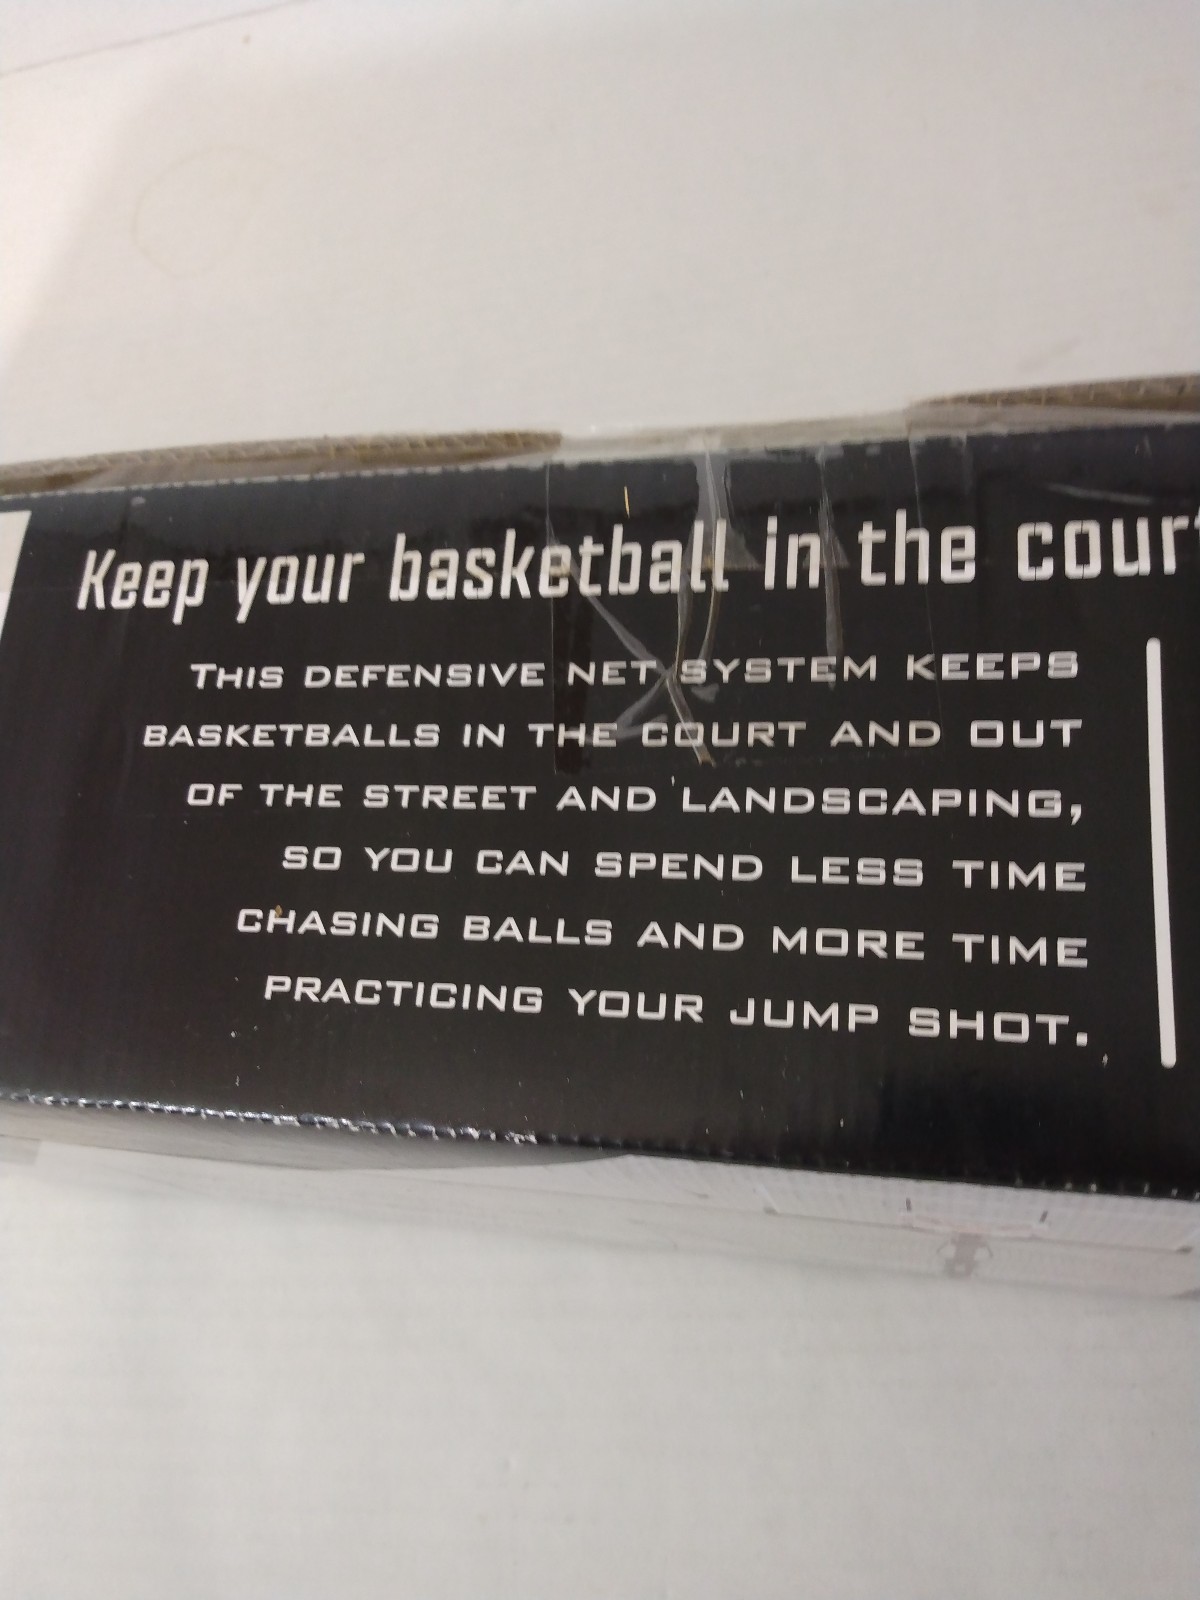 Keep your basketball in the court
THIS DEFENSIVE NET SYSTEM KEEPS
BASKETBALLS IN THE COURT AND OUT
OF THE STREET AND LANDSCAPING,
SO YOU CAN SPEND LESS TIME
CHASING BALLS AND MORE TIME
PRACTICING YOUR JUMP SHOT.